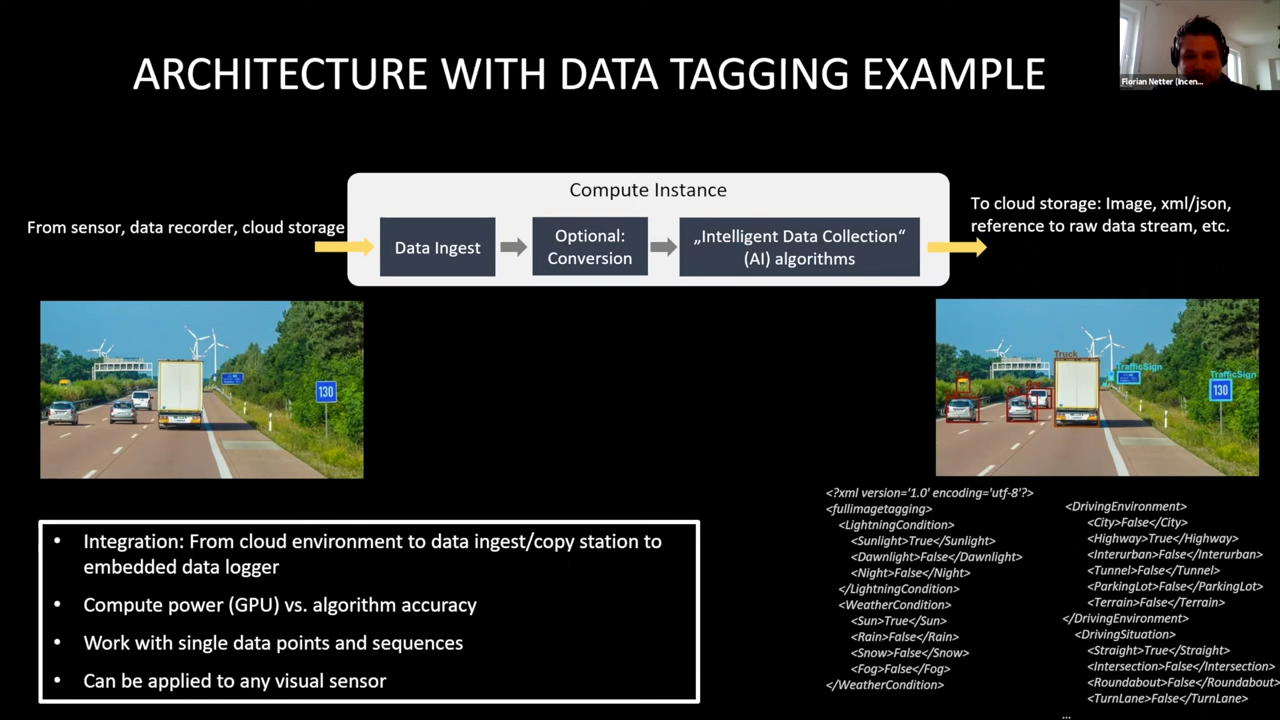 ARCHITECTURE WITH DATA TAGGING EXAMPLE
Florian Netter (Incen...
Compute Instance
From sensor, data recorder, cloud storage
Data Ingest
Optional:
Conversion
„Intelligent Data Collection“
(AI) algorithms
To cloud storage: Image, xml/json,
reference to raw data stream, etc.
130
Truck
TrafficSign
TrafficSign
130
• Integration: From cloud environment to data ingest/copy station to
embedded data logger
• Compute power (GPU) vs. algorithm accuracy
• Work with single data points and sequences
• Can be applied to any visual sensor
<?xml version='1.0' encoding='utf-8'?>
<fullimagetagging>
<LightningCondition>
<Sunlight>True</Sunlight>
<Dawnlight>False</Dawnlight>
<Night>False</Night>
</LightningCondition>
<WeatherCondition>
<Sun>True</Sun>
<Rain>False</Rain>
<Snow>False</Snow>
<Fog>False</Fog>
</WeatherCondition>
<DrivingEnvironment>
<City>False</City>
<Highway>True</Highway>
<Interurban>False</Interurban>
<Tunnel>False</Tunnel>
<ParkingLot>False</ParkingLot>
<Terrain>False</Terrain>
</DrivingEnvironment>
<DrivingSituation>
<Straight>True</Straight>
<Intersection>False</Intersection>
<Roundabout>False</Roundabout>
<TurnLane>False</TurnLane>
...